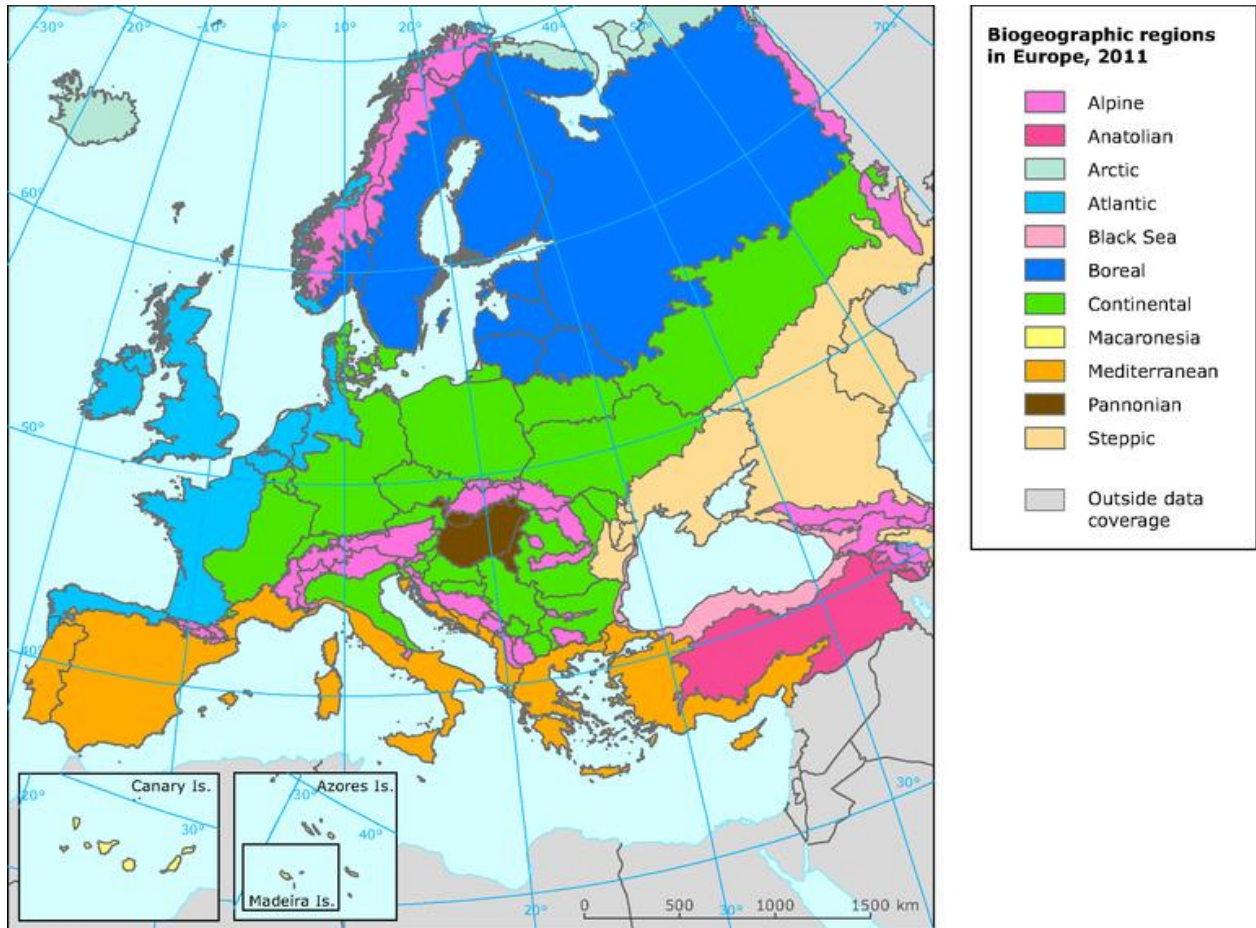 -30°
-20°
-10°
0°
10°
20°
30°
40°
50°
60°
70°
60°
50°
40°
Canary Is.
20°
30°
Azores Is.
30°
40°
Madeira Is.
20°
30°
30°
0 500 1000 1500 km
Biogeographic regions
in Europe, 2011
Alpine
Anatolian
Arctic
Atlantic
Black Sea
Boreal
Continental
Macaronesia
Mediterranean
Pannonian
Steppic
Outside data
coverage